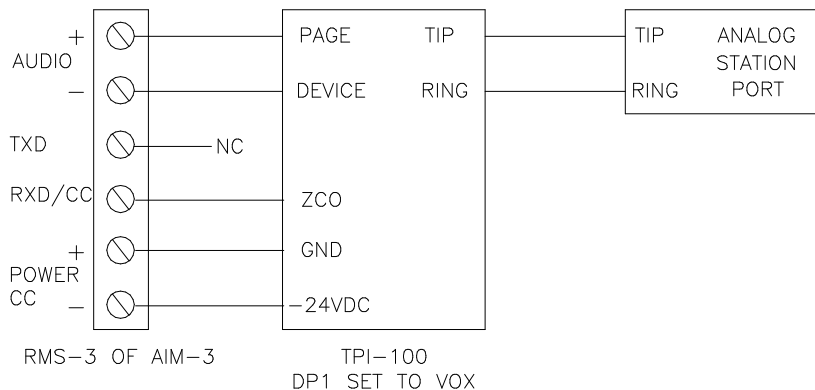 + PAGE TIP TIP ANALOG
AUDIO STATION
− DEVICE RING RING PORT
TXD NC
RXD/CC ZCO
+ GND
POWER
CC − −24VDC
RMS−3 OF AIM−3 TPI−100
DP1 SET TO VOX